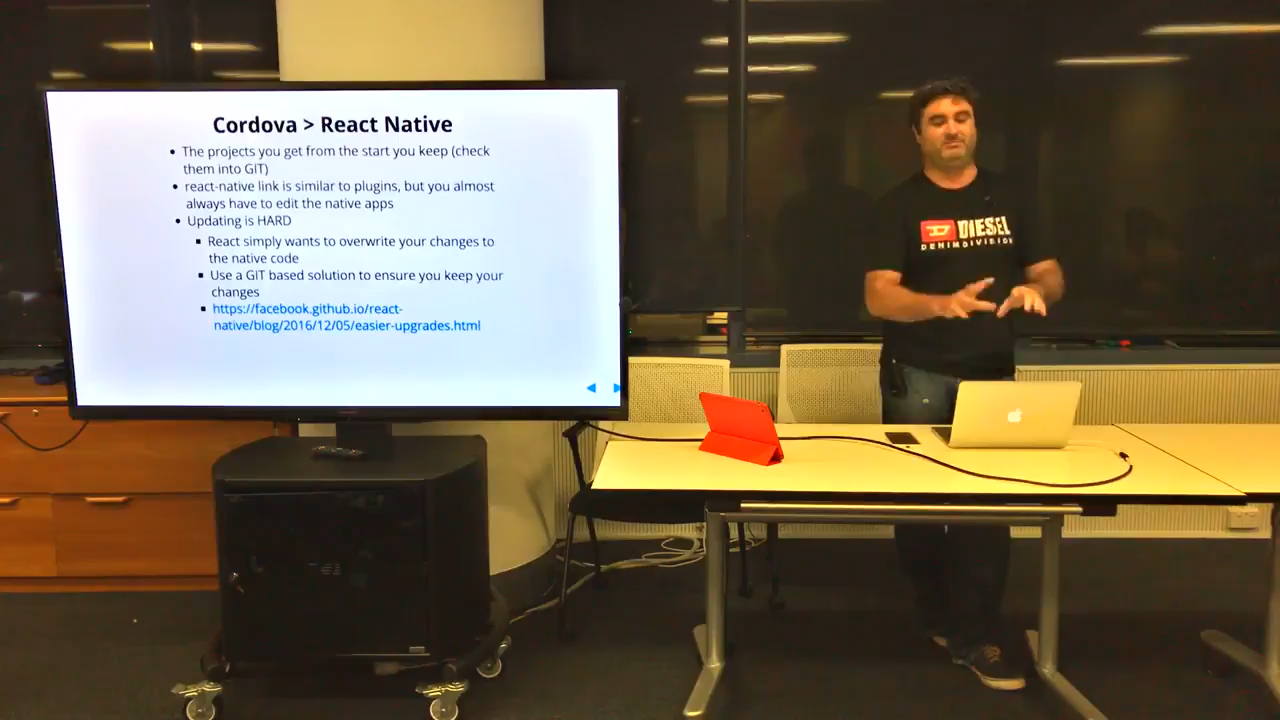 Cordova > React Native
The projects you get from the start you keep (check
them into GIT)
react-native link is similar to plugins, but you almost
always have to edit the native apps
Updating is HARD
React simply wants to overwrite your changes to
the native code
Use a GIT based solution to ensure you keep your
changes
https://facebook.github.io/react-
native/blog/2016/12/05/easier-upgrades.html
DIESEL
DENIMDIVISION